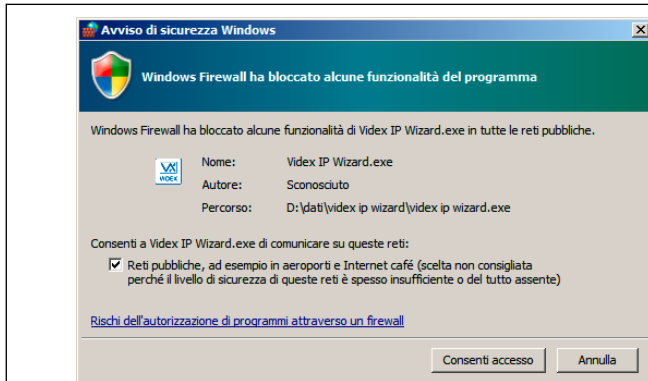 Avviso di sicurezza Windows
Windows Firewall ha bloccato alcune funzionalità del programma
Windows Firewall ha bloccato alcune funzionalità di Videx IP Wizard.exe in tutte le reti pubbliche.
VIDEX
Nome: Videx IP Wizard.exe
Autore: Sconosciuto
Percorso: D:\dati\videx ip wizard\videx ip wizard.exe
Consenti a Videx IP Wizard.exe di comunicare su queste reti:
Reti pubbliche, ad esempio in aeroporti e Internet café (scelta non consigliata
perché il livello di sicurezza di queste reti è spesso insufficiente o del tutto assente)
Rischi dell'autorizzazione di programmi attraverso un firewall
Consenti accesso Annulla